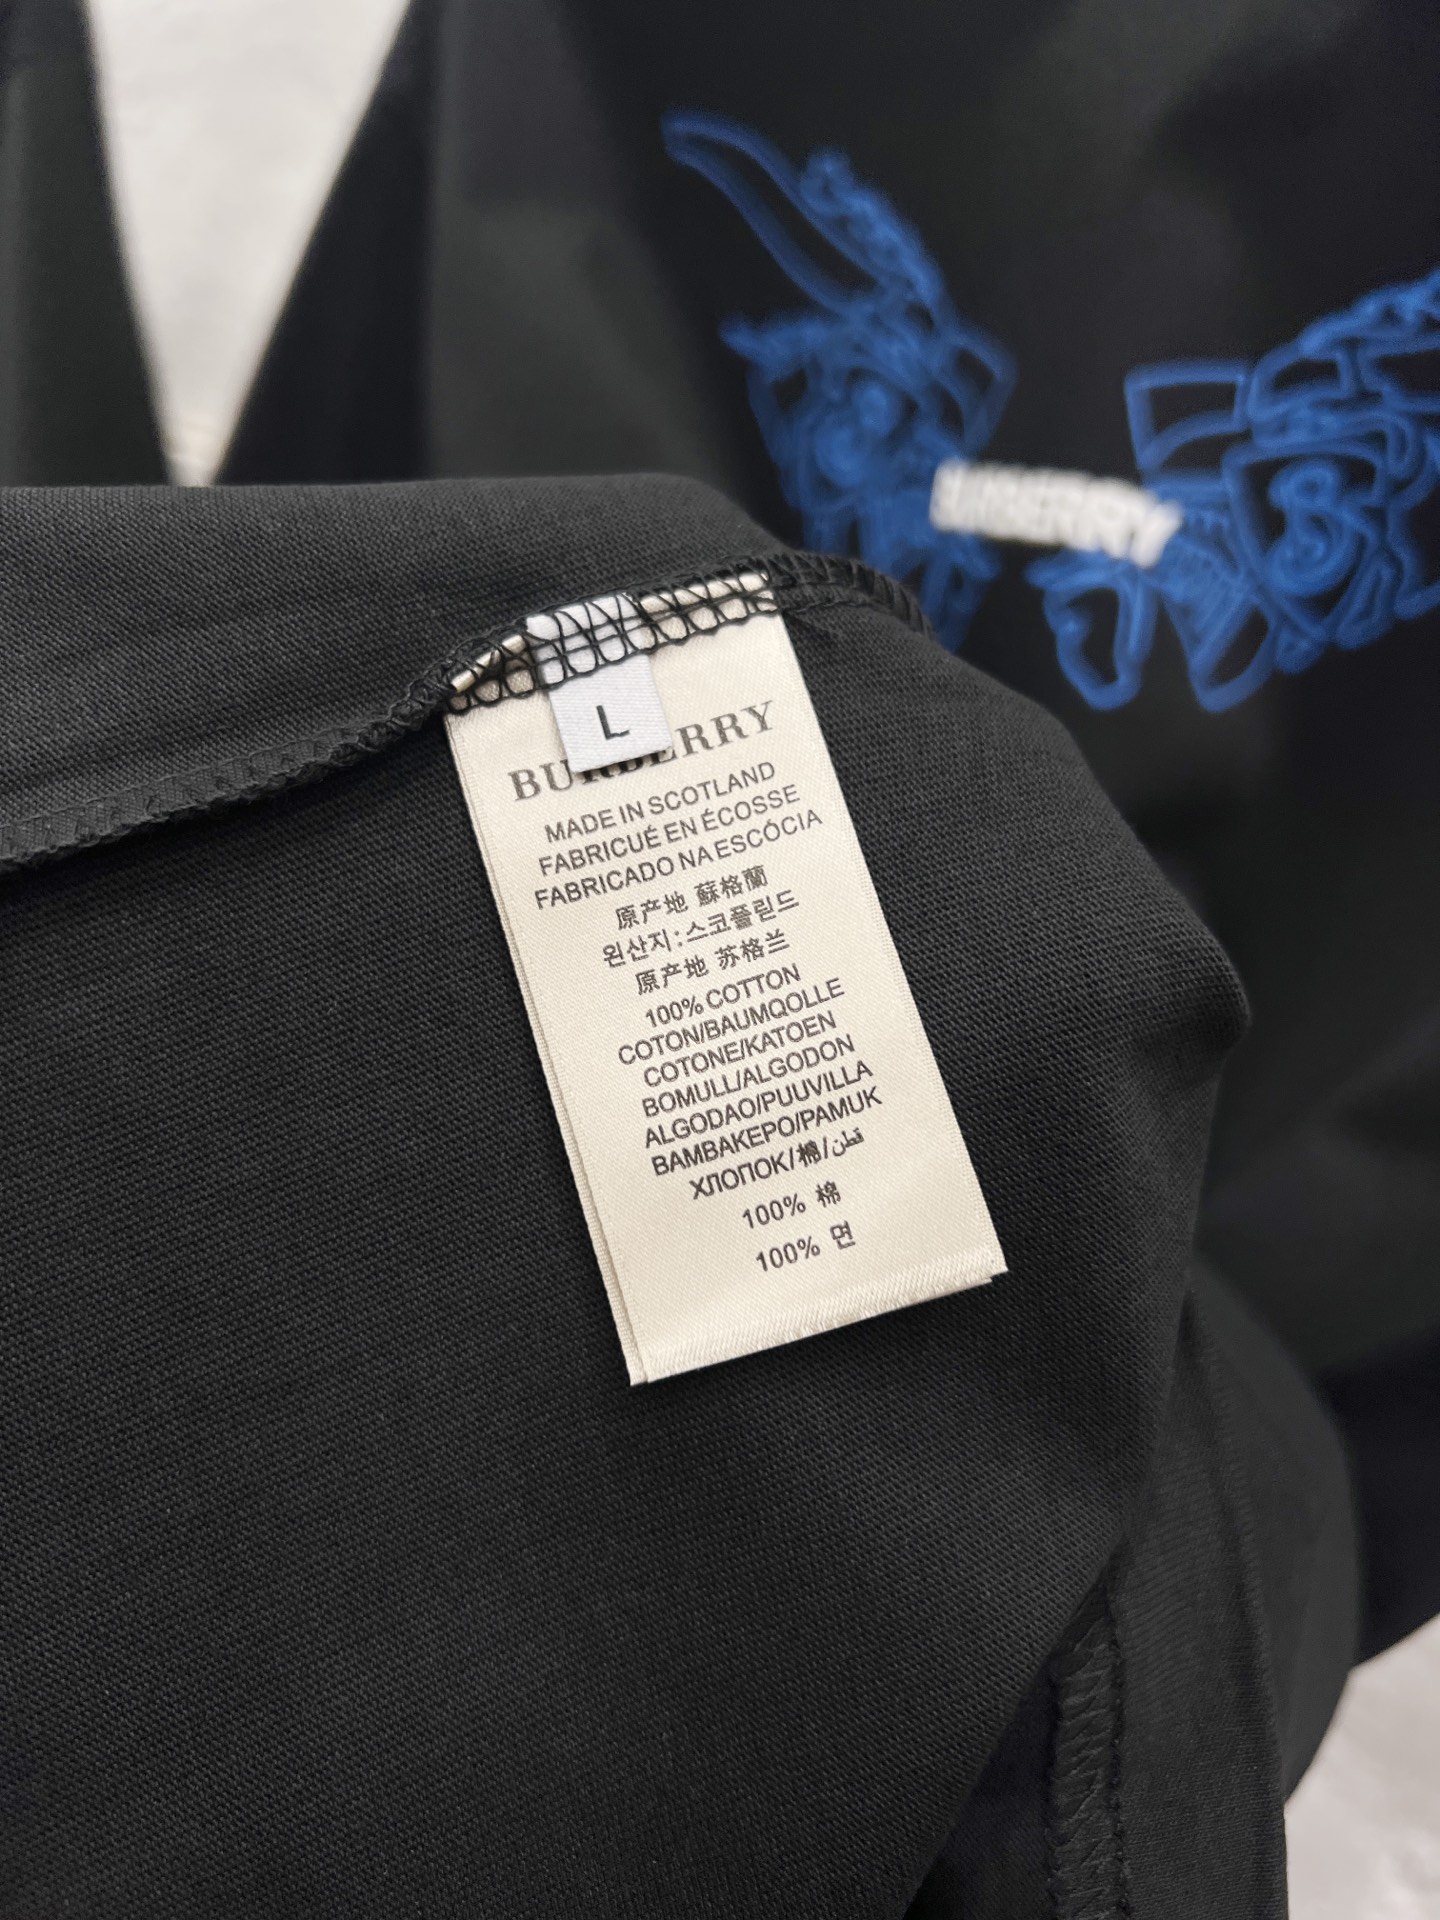 BURBERRY
L
BURBERRY
MADE IN SCOTLAND
FABRICUÉ EN ÉCOSSE
FABRICADO NA ESCÓCIA
原产地 蘇格蘭
원산지:스코플린드
原产地 苏格兰
100% COTTON
COTON/BAUMQOLLE
COTONE/KATOEN
BOMULL/ALGODON
ALGODAO/PUUVILLA
BAMBAKEPO/PAMUK
ХЛОПОК/棉/قطن
100% 棉
100% 면